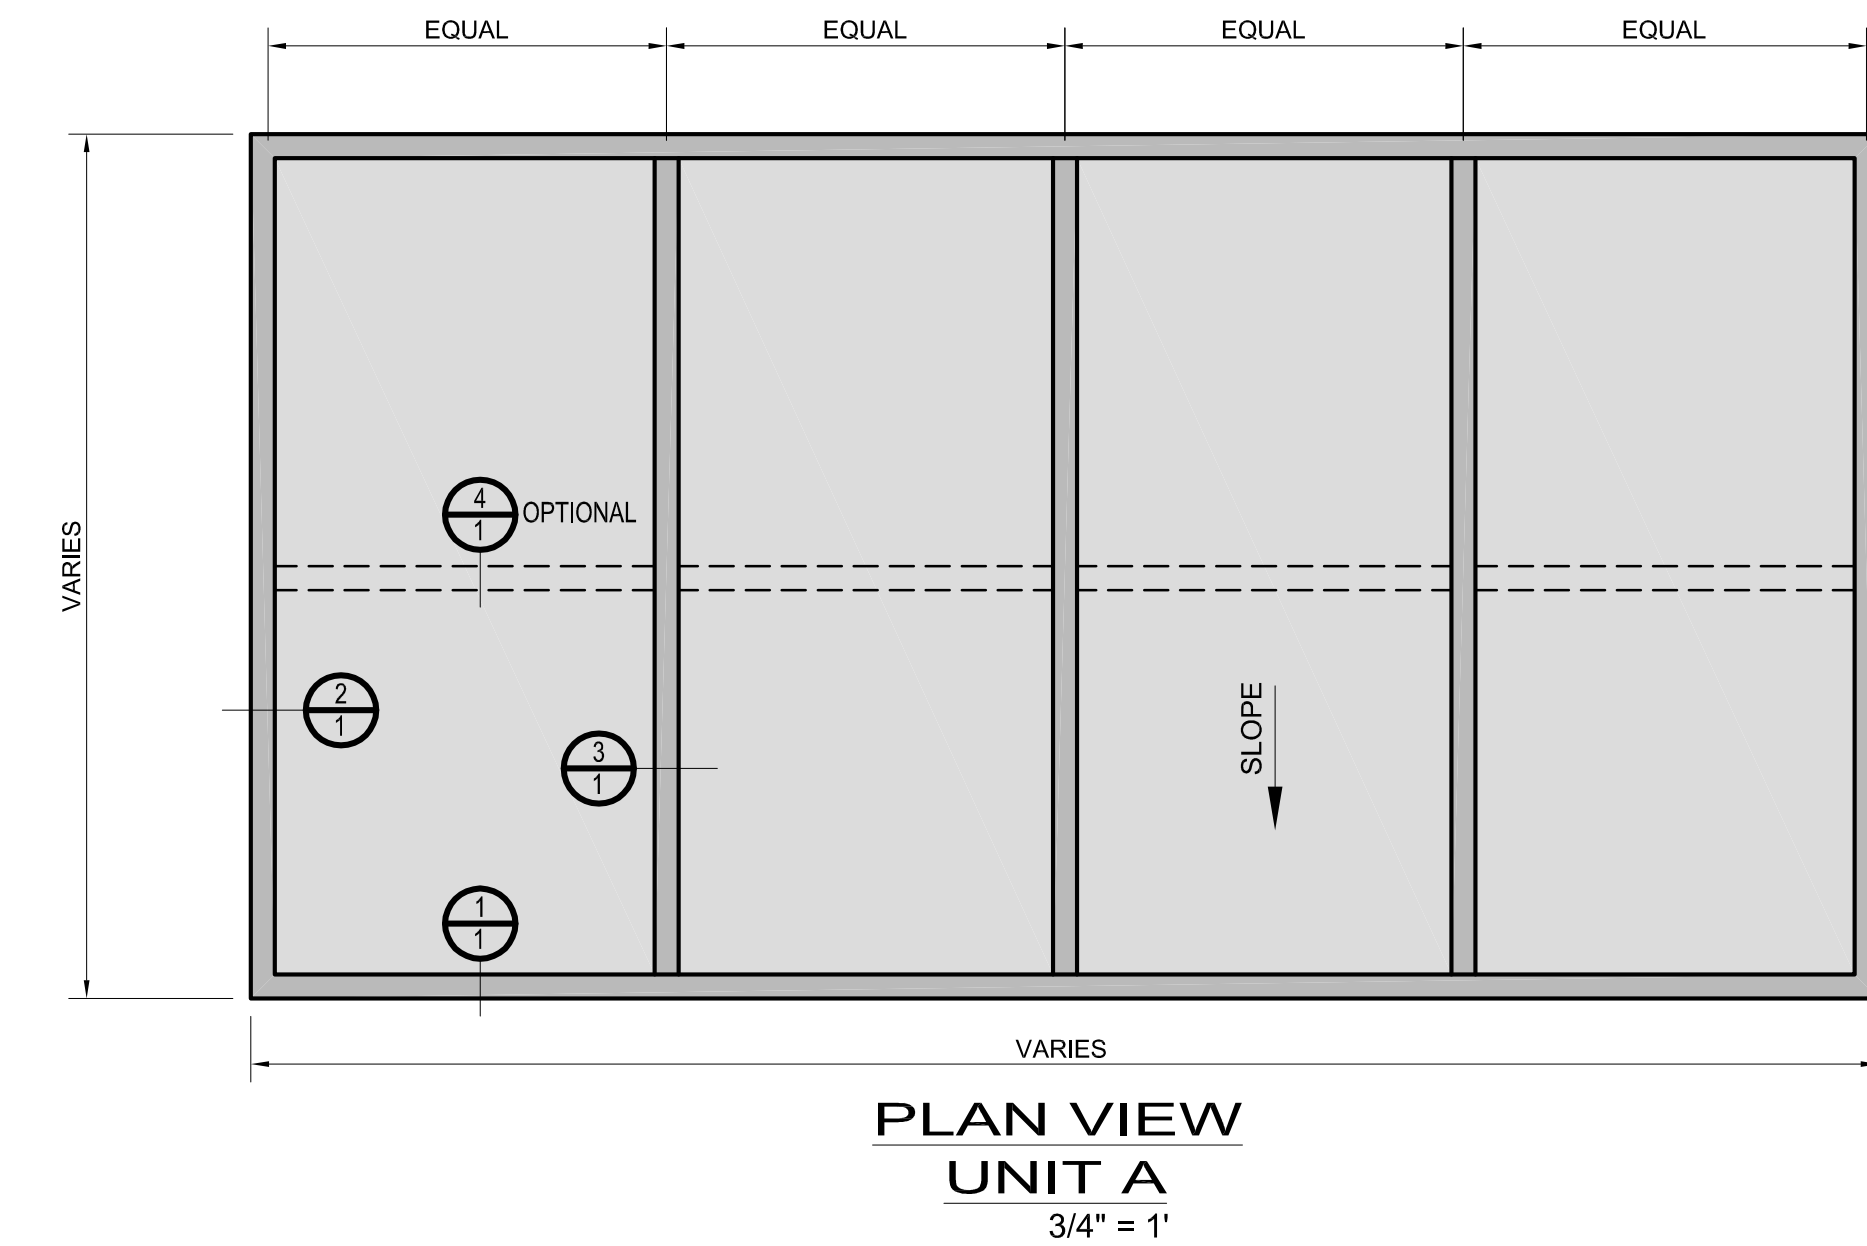 EQUAL EQUAL EQUAL EQUAL
4
1
OPTIONAL
VARIES
2
1
3
1
SLOPE
1
1
VARIES
PLAN VIEW
UNIT A
3/4" = 1'